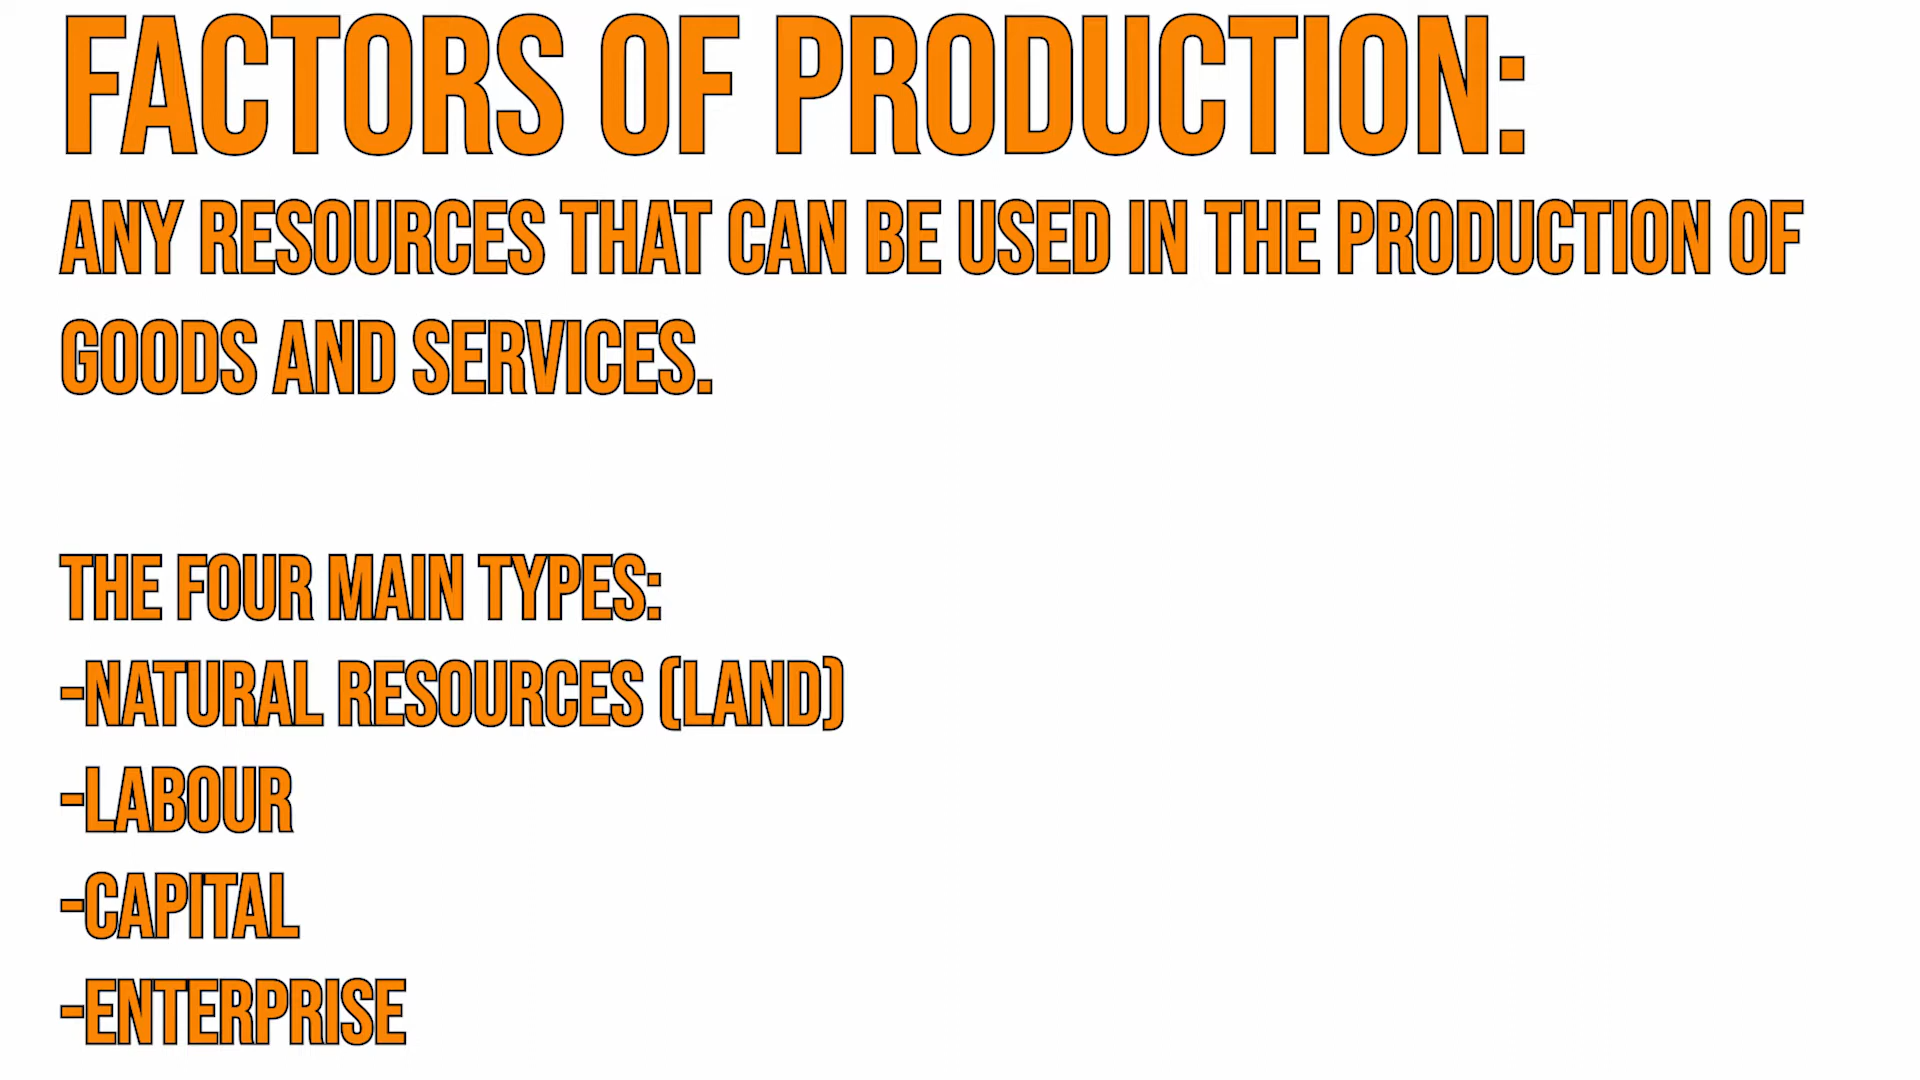 FACTORS OF PRODUCTION:
ANY RESOURCES THAT CAN BE USED IN THE PRODUCTION OF
GOODS AND SERVICES.
THE FOUR MAIN TYPES:
-NATURAL RESOURCES (LAND)
-LABOUR
-CAPITAL
-ENTERPRISE